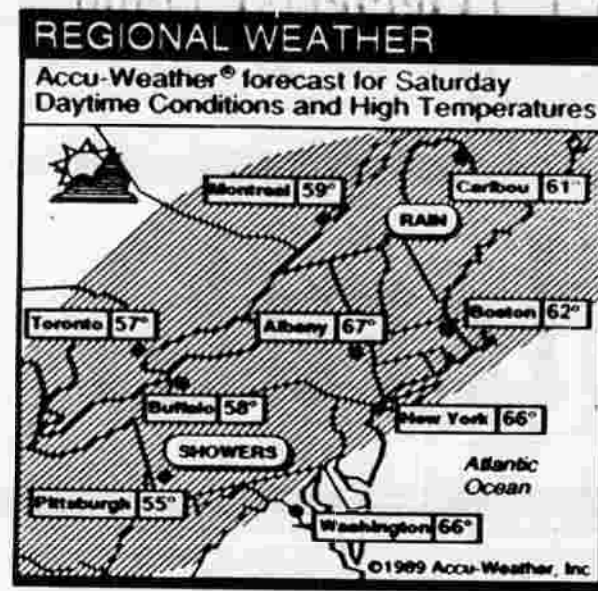 REGIONAL WEATHER
Accu-Weather® forecast for Saturday
Daytime Conditions and High Temperatures
Montreal 59°
Caribou 61°
RAIN
Toronto 57°
Albany 67°
Boston 62°
Buffalo 58°
New York 66°
SHOWERS
Atlantic
Ocean
Pittsburgh 55°
Washington 66°
©1989 Accu-Weather, Inc